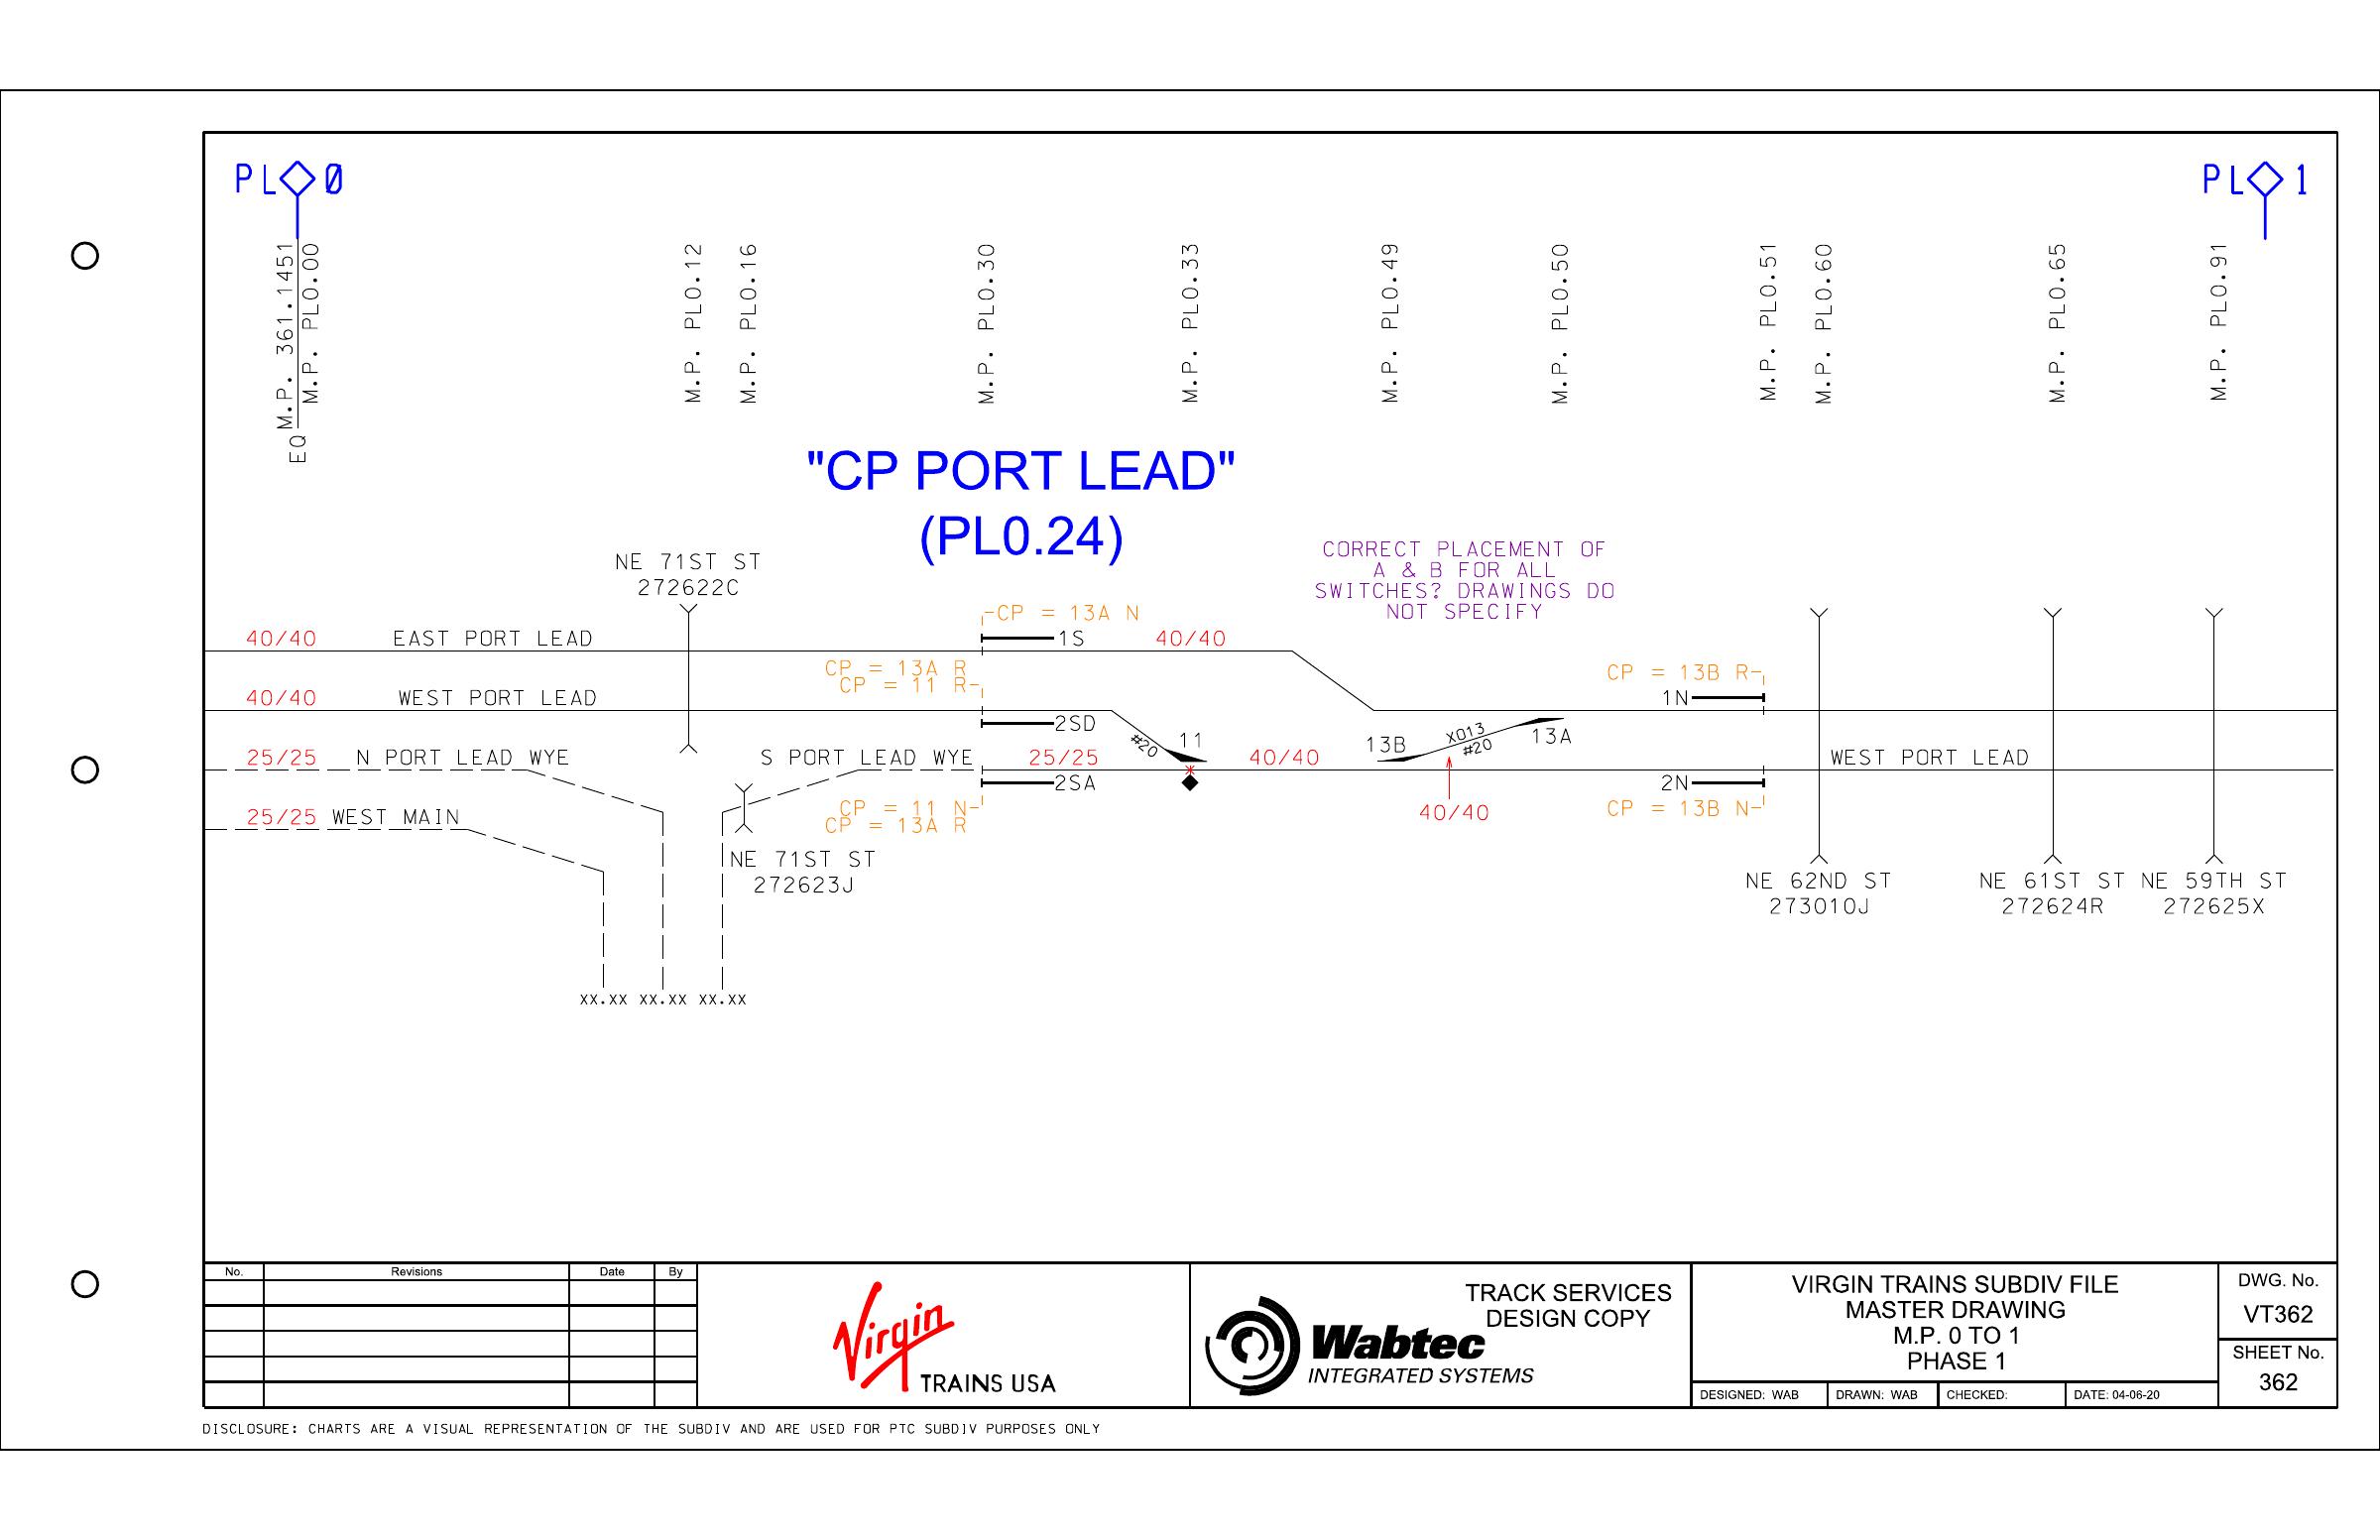 PL 0
PL 1
M.P. 361.1451
M.P. PL0.00
EQ
M.P. PL0.12
M.P. PL0.16
M.P. PL0.30
M.P. PL0.33
M.P. PL0.49
M.P. PL0.50
M.P. PL0.51
M.P. PL0.60
M.P. PL0.65
M.P. PL0.91
"CP PORT LEAD"
(PL0.24)
NE 71ST ST
272622C
CORRECT PLACEMENT OF
A & B FOR ALL
SWITCHES? DRAWINGS DO
NOT SPECIFY
CP = 13A N
40/40
EAST PORT LEAD
1S
40/40
CP = 13A R
CP = 11 R
CP = 13B R
40/40
WEST PORT LEAD
1N
2SD
#20
11
13B
X013
#20
13A
25/25
N PORT LEAD WYE
S PORT LEAD WYE
25/25
40/40
WEST PORT LEAD
2SA
2N
CP = 11 N
CP = 13A R
40/40
CP = 13B N
25/25
WEST MAIN
NE 71ST ST
272623J
NE 62ND ST
273010J
NE 61ST ST
272624R
NE 59TH ST
272625X
XX.XX XX.XX XX.XX
No. Revisions Date By
Virgin
TRAINS USA
TRACK SERVICES
DESIGN COPY
Wabtec
INTEGRATED SYSTEMS
VIRGIN TRAINS SUBDIV FILE
MASTER DRAWING
M.P. 0 TO 1
PHASE 1
DWG. No.
VT362
SHEET No.
362
DESIGNED: WAB
DRAWN: WAB
CHECKED:
DATE: 04-06-20
DISCLOSURE: CHARTS ARE A VISUAL REPRESENTATION OF THE SUBDIV AND ARE USED FOR PTC SUBDIV PURPOSES ONLY